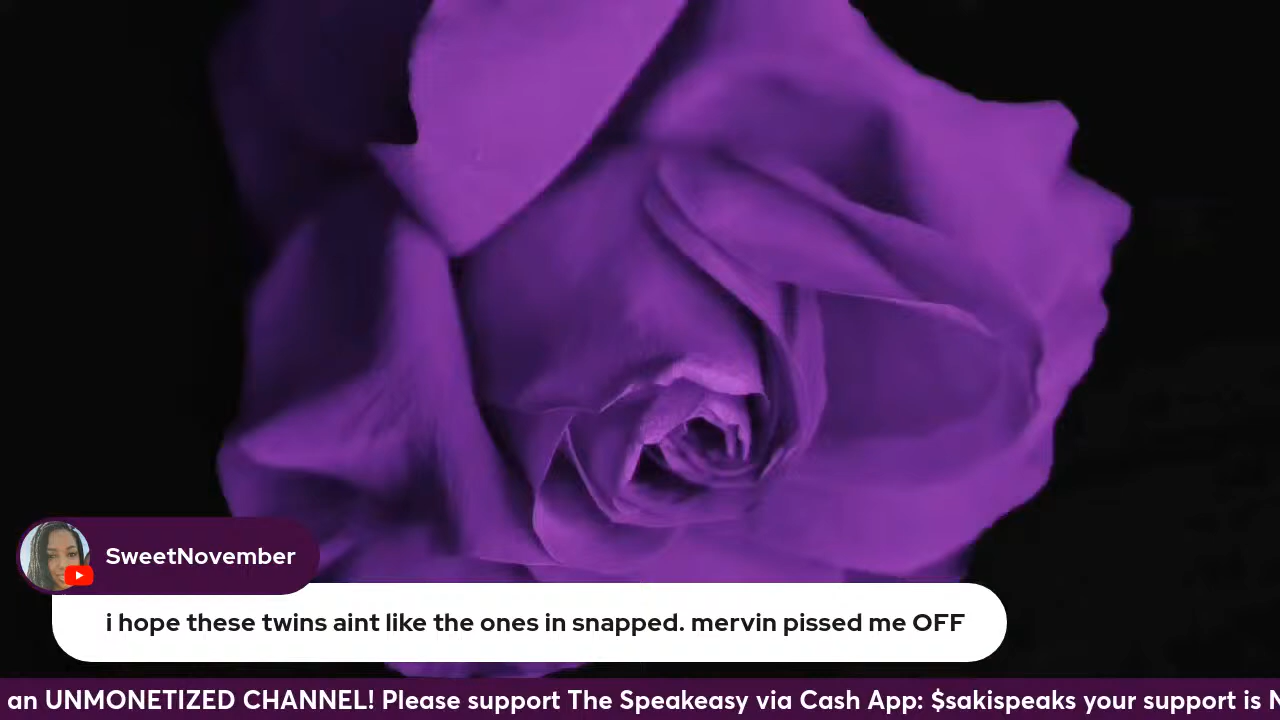 SweetNovember
i hope these twins aint like the ones in snapped. mervin pissed me OFF
an UNMONETIZED CHANNEL! Please support The Speakeasy via Cash App: $sakispeaks your support is